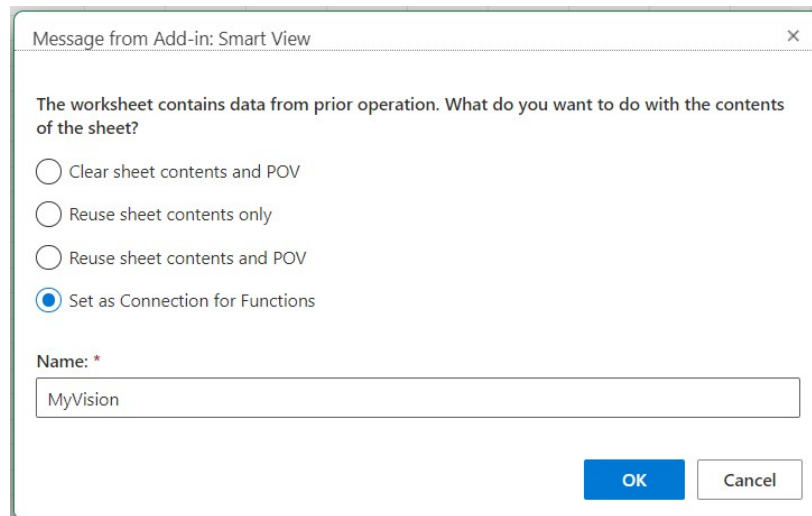 Message from Add-in: Smart View
The worksheet contains data from prior operation. What do you want to do with the contents
of the sheet?
Clear sheet contents and POV
Reuse sheet contents only
Reuse sheet contents and POV
Set as Connection for Functions
Name: *
MyVision
OK Cancel